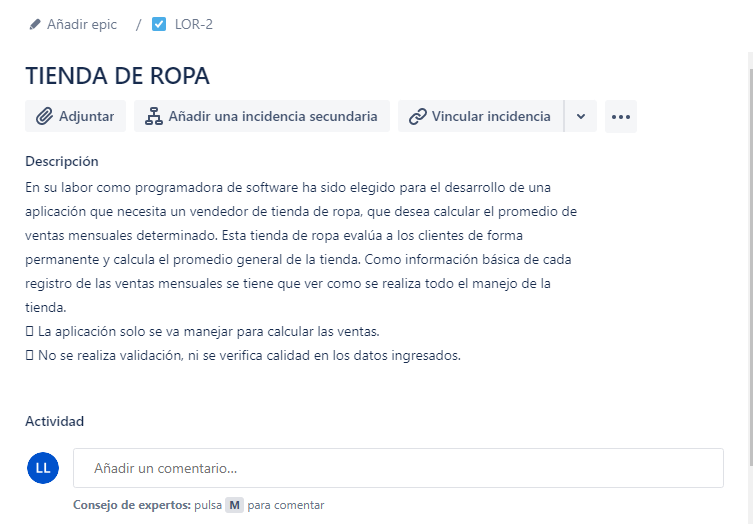 Añadir epic / LOR-2
TIENDA DE ROPA
Adjuntar Añadir una incidencia secundaria Vincular incidencia
Descripción
En su labor como programadora de software ha sido elegido para el desarrollo de una
aplicación que necesita un vendedor de tienda de ropa, que desea calcular el promedio de
ventas mensuales determinado. Esta tienda de ropa evalúa a los clientes de forma
permanente y calcula el promedio general de la tienda. Como información básica de cada
registro de las ventas mensuales se tiene que ver como se realiza todo el manejo de la
tienda.
▯ La aplicación solo se va manejar para calcular las ventas.
▯ No se realiza validación, ni se verifica calidad en los datos ingresados.
Actividad
LL Añadir un comentario...
Consejo de expertos: pulsa M para comentar